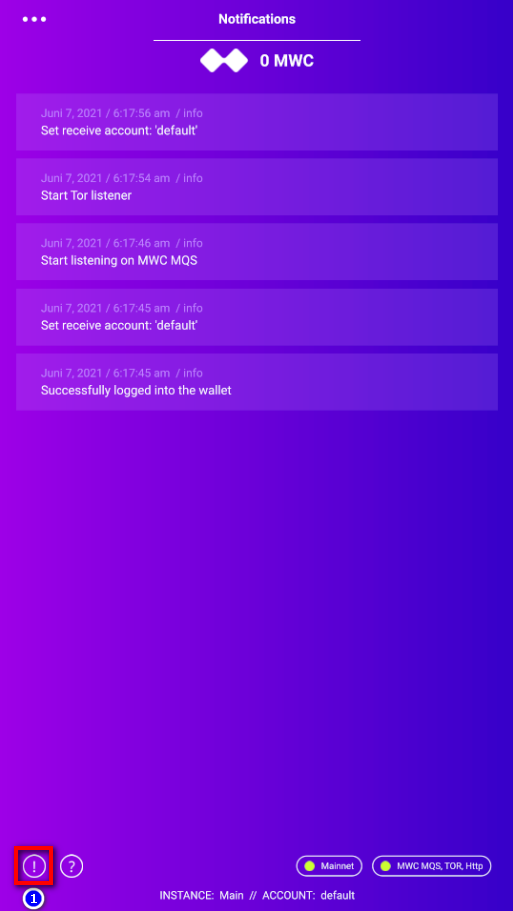 Notifications
0 MWC
Juni 7, 2021 / 6:17:56 am / info
Set receive account: 'default'
Juni 7, 2021 / 6:17:54 am / info
Start Tor listener
Juni 7, 2021 / 6:17:46 am / info
Start listening on MWC MQS
Juni 7, 2021 / 6:17:45 am / info
Set receive account: 'default'
Juni 7, 2021 / 6:17:45 am / info
Successfully logged into the wallet
! ? Mainnet MWC MQS, TOR, Http
1
INSTANCE: Main // ACCOUNT: default